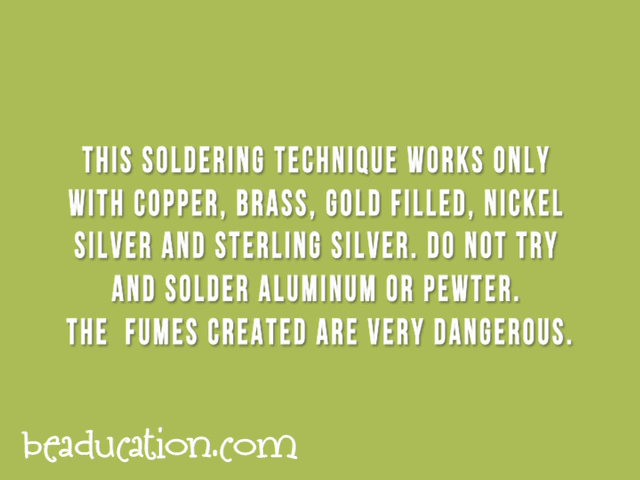 THIS SOLDERING TECHNIQUE WORKS ONLY
WITH COPPER, BRASS, GOLD FILLED, NICKEL
SILVER AND STERLING SILVER. DO NOT TRY
AND SOLDER ALUMINUM OR PEWTER.
THE FUMES CREATED ARE VERY DANGEROUS.
beaducation.com